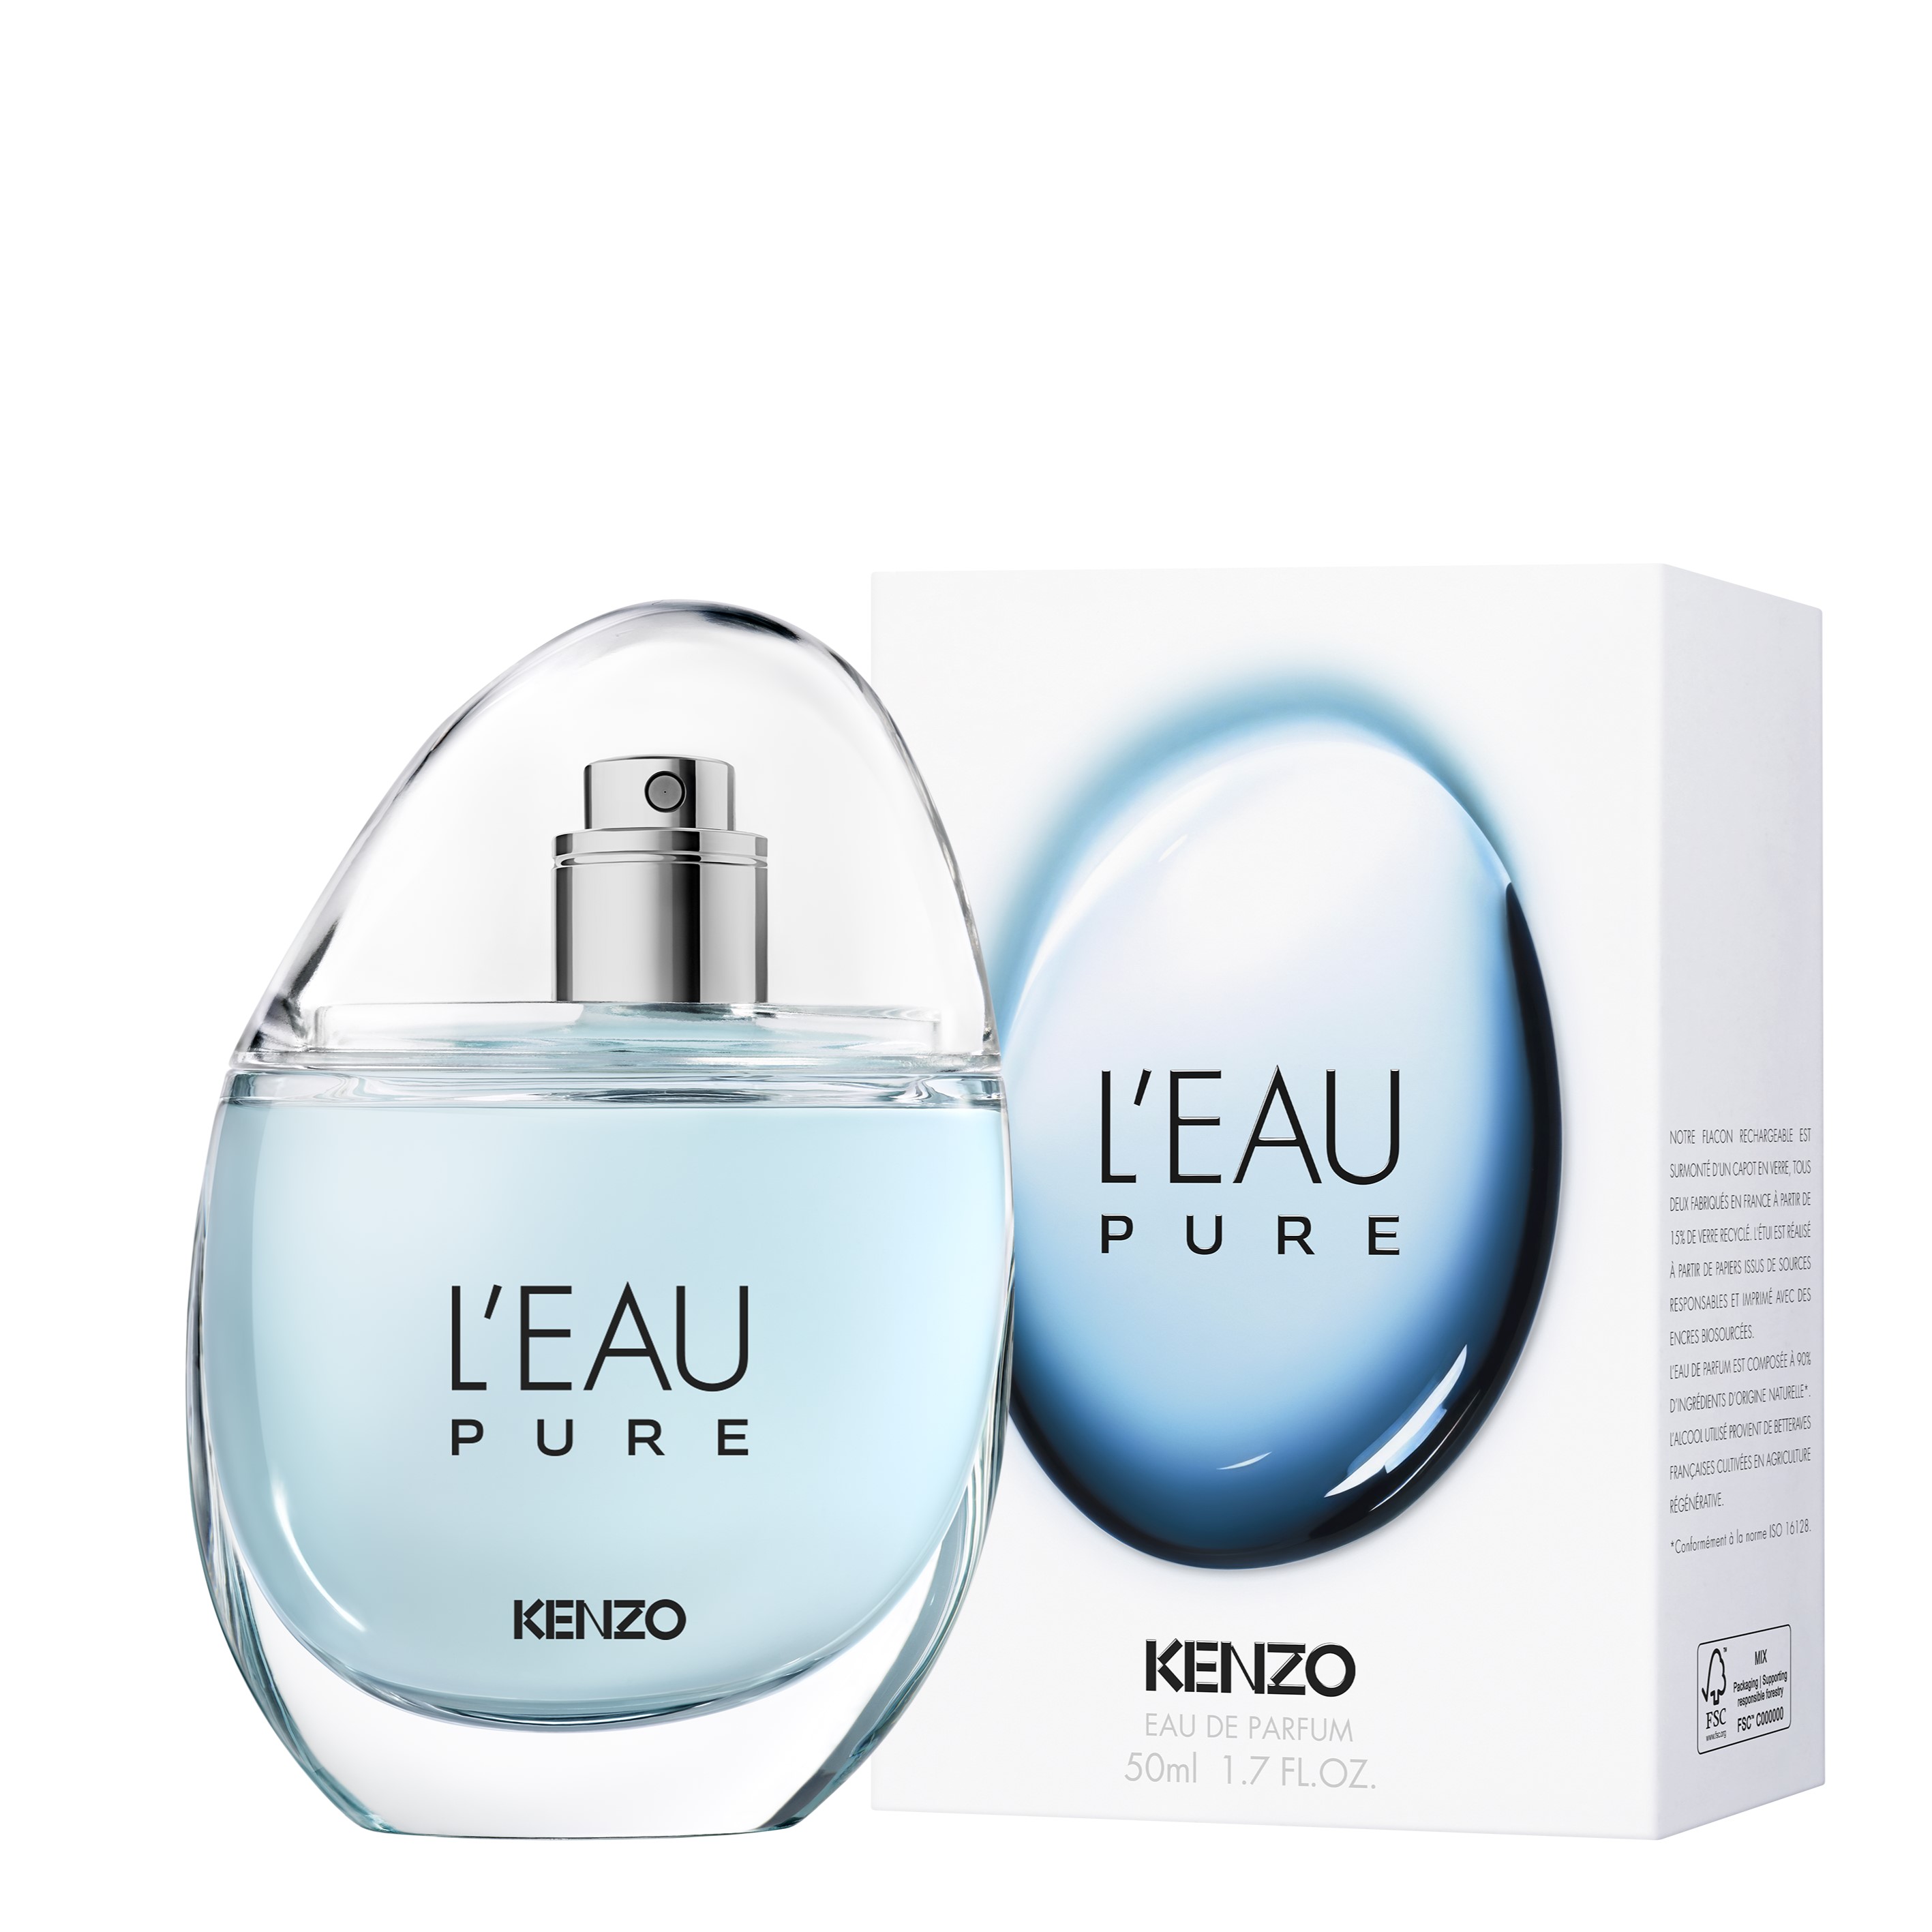 L'EAU
PURE
KENZO
L'EAU
PURE
KENZO
EAU DE PARFUM
50ml 1.7 FL.OZ.
NOTRE FLACON RECHARGEABLE EST
SURMONTÉ D'UN CAPOT EN VERRE, TOUS
DEUX FABRIQUÉS EN FRANCE À PARTIR DE
15% DE VERRE RECYCLÉ. L'ÉTUI EST RÉALISÉ
À PARTIR DE PAPIERS ISSUS DE SOURCES
RESPONSABLES ET IMPRIMÉ AVEC DES
ENCRES BIOSOURCÉES.
L'EAU DE PARFUM EST COMPOSÉE À 90%
D'INGRÉDIENTS D'ORIGINE NATURELLE*.
L'ALCOOL UTILISÉ PROVIENT DE BETTERAVES
FRANÇAISES CULTIVÉES EN AGRICULTURE
RÉGÉNÉRATIVE.
*Conformément à la norme ISO 16128.
FSC
www.fsc.org
MIX
Packaging | Supporting
responsible forestry
FSC™ C000000